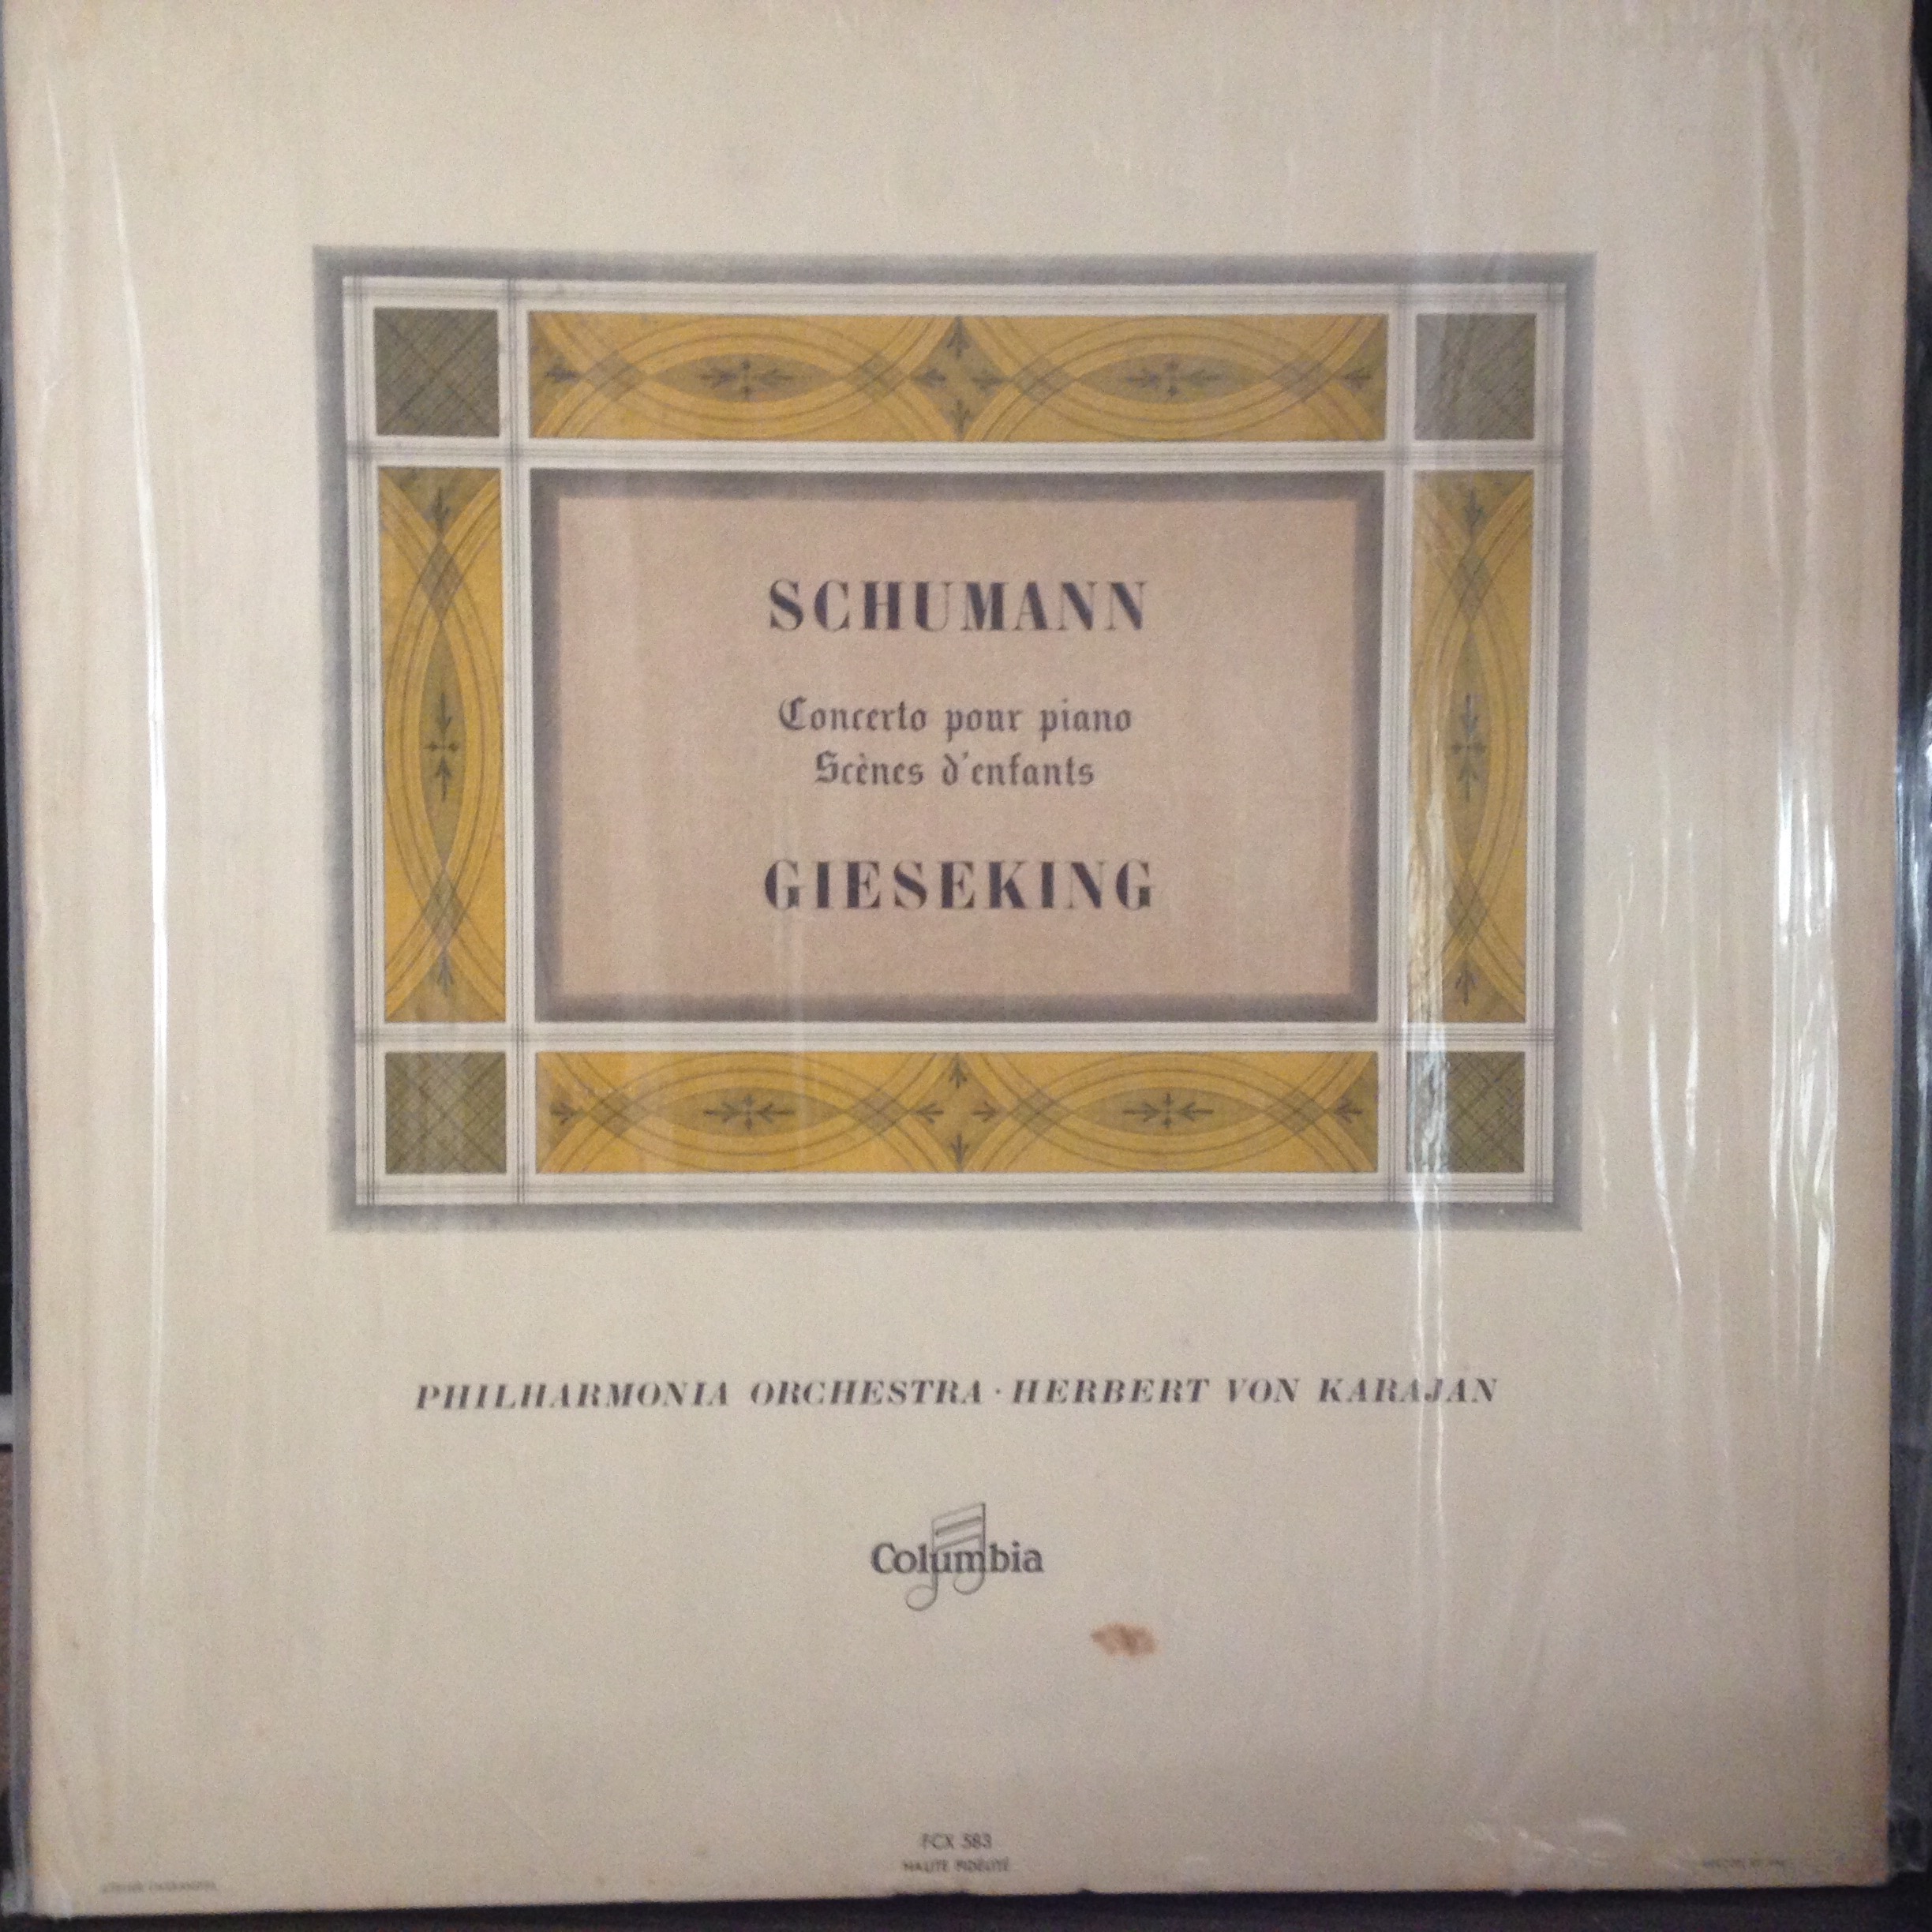 SCHUMANN
Concerto pour piano
Scènes d'enfants
GIESEKING
PHILHARMONIA ORCHESTRA · HERBERT VON KARAJAN
Columbia
FCX 583
HAUTE FIDÉLITÉ